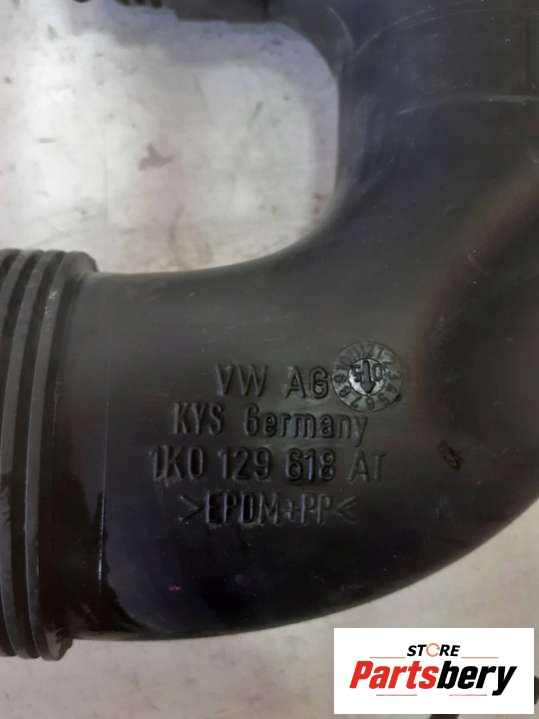 VW AG
KYS Germany
1K0 129 618 AT
>EPDM+PP<
STORE
Partsbery